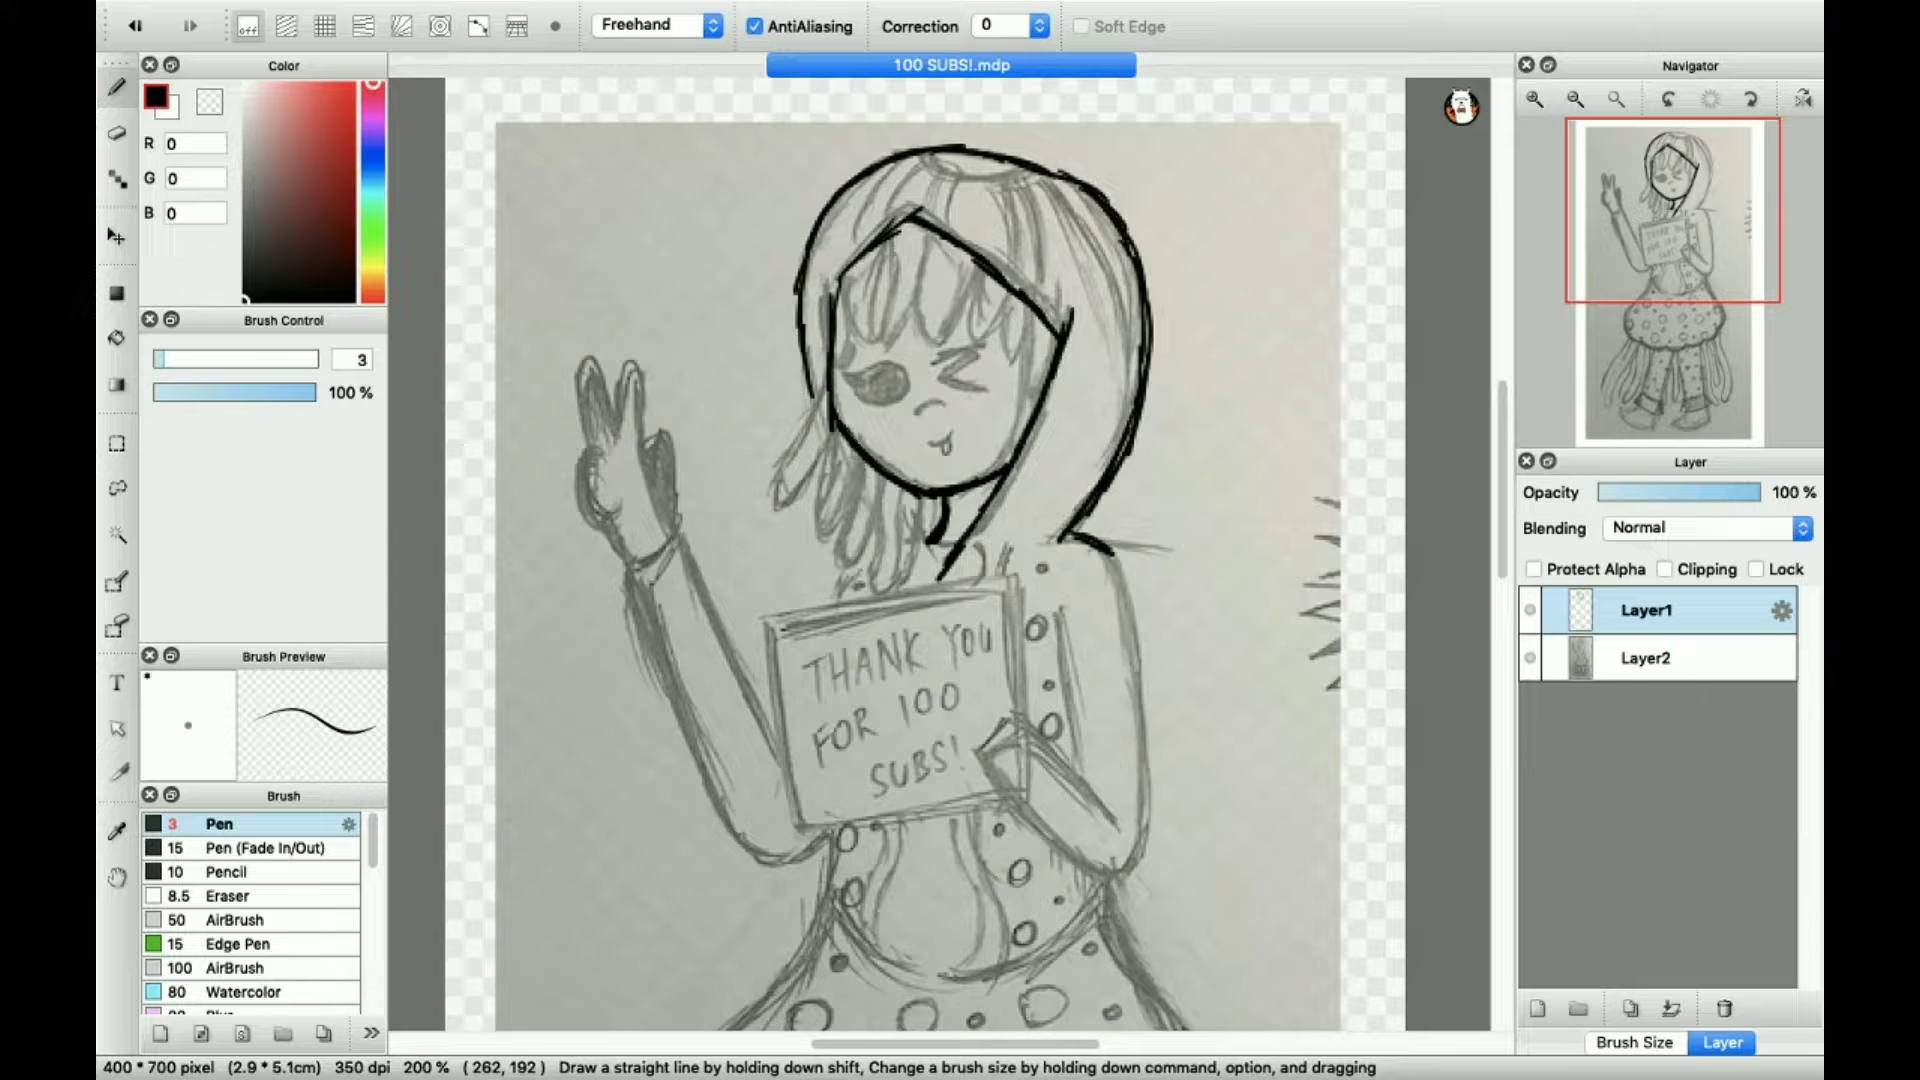 off
Freehand
AntiAliasing
Correction
0
Soft Edge
Color
100 SUBS!.mdp
Navigator
R
0
G
0
B
0
Brush Control
3
100 %
Brush Preview
Brush
3 Pen
15 Pen (Fade In/Out)
10 Pencil
8.5 Eraser
50 AirBrush
15 Edge Pen
100 AirBrush
80 Watercolor
THANK YOU
FOR 100
SUBS!
Layer
Opacity
100 %
Blending
Normal
Protect Alpha
Clipping
Lock
Layer1
Layer2
Brush Size
Layer
400 * 700 pixel (2.9 * 5.1cm) 350 dpi 200 % ( 262, 192 ) Draw a straight line by holding down shift, Change a brush size by holding down command, option, and dragging